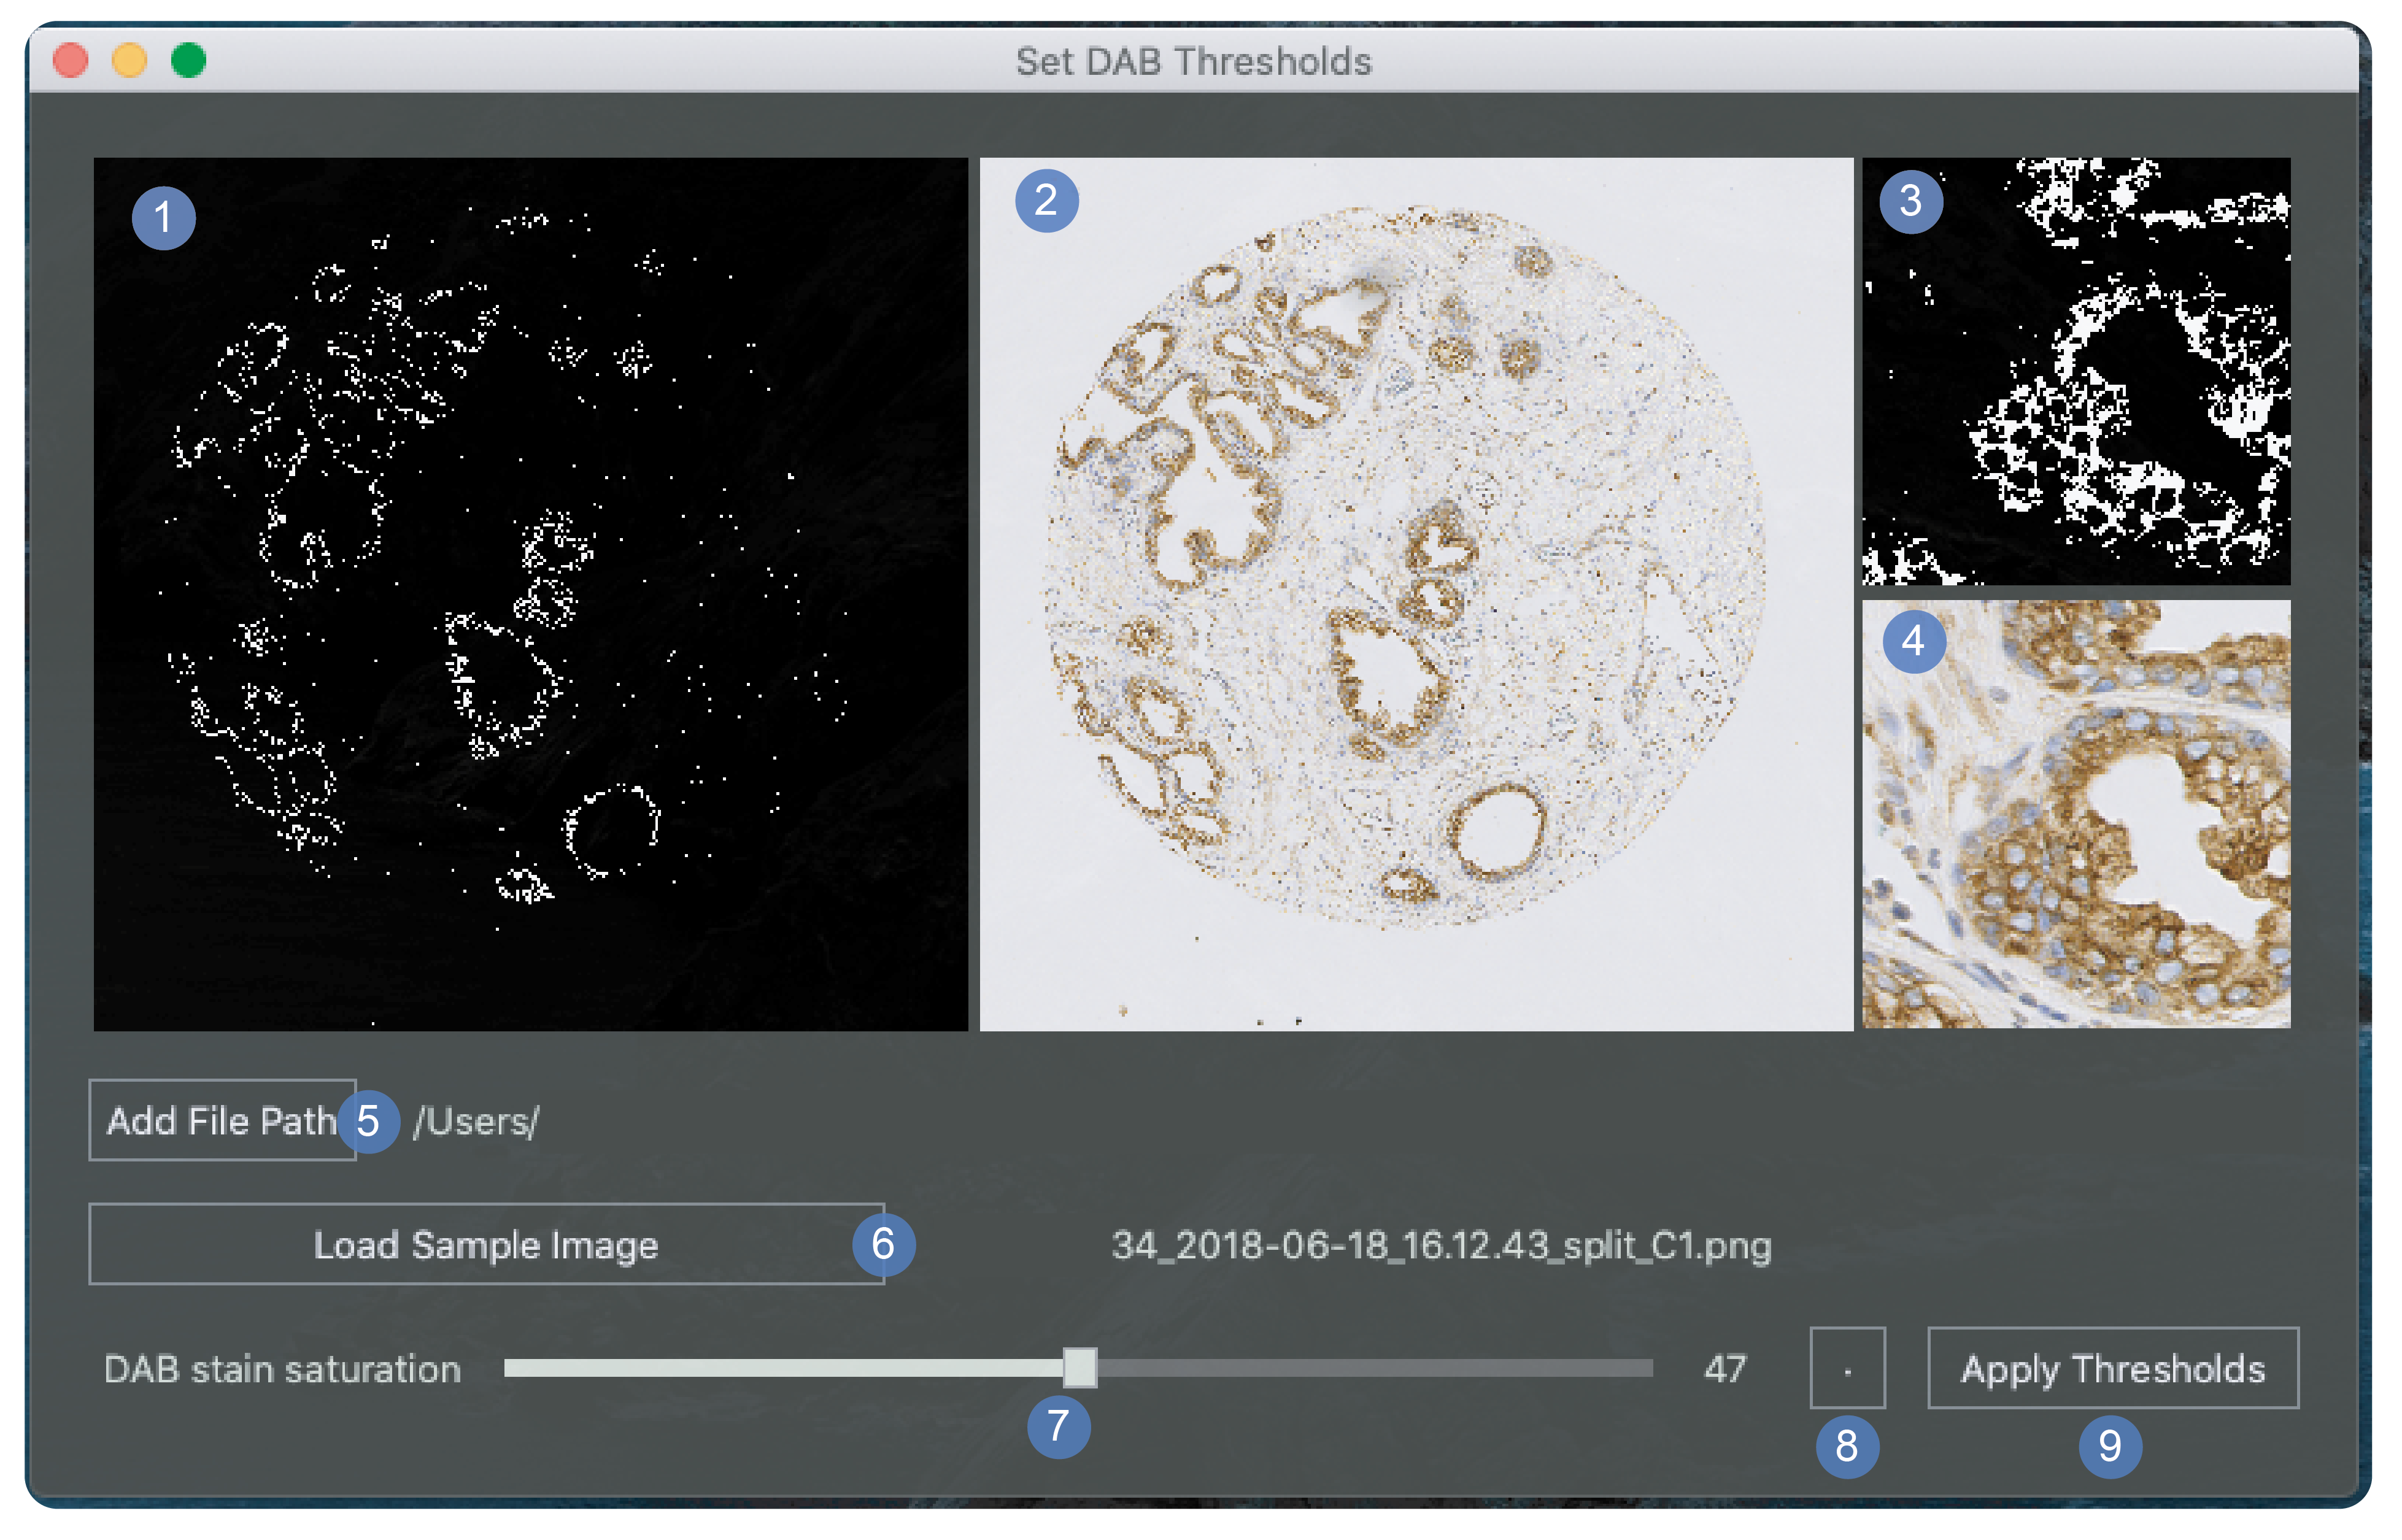 Set DAB Thresholds
1
2
3
4
Add File Path 5 /Users/
Load Sample Image 6 34_2018-06-18_16.12.43_split_C1.png
DAB stain saturation 47 . Apply Thresholds
7
8
9